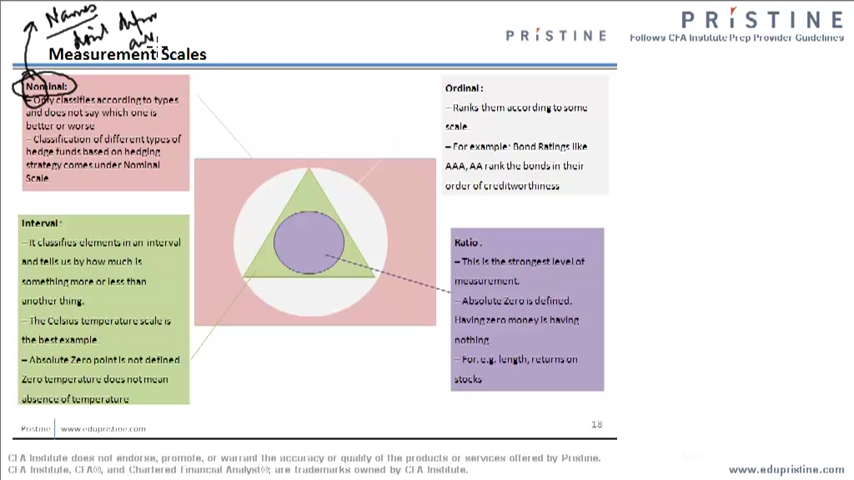 Names
PRISTINE
PRISTINE
Follows CFA Institute Prep Provider Guidelines
Measurement Scales
Nominal:
– Only classifies according to types
and does not say which one is
better or worse
– Classification of different types of
hedge funds based on hedging
strategy comes under Nominal
Scale.
Ordinal:
– Ranks them according to some
scale.
– For example: Bond Ratings like
AAA, AA rank the bonds in their
order of creditworthiness
Interval:
– It classifies elements in an interval
and tells us by how much is
something more or less than
another thing.
– The Celsius temperature scale is
the best example.
– Absolute Zero point is not defined.
Zero temperature does not mean
absence of temperature
Ratio:
– This is the strongest level of
measurement.
– Absolute Zero is defined.
Having zero money is having
nothing
– For. e.g. length, returns on
stocks
Pristine www.edupristine.com
18
CFA Institute does not endorse, promote, or warrant the accuracy or quality of the products or services offered by Pristine.
CFA Institute, CFA®, and Chartered Financial Analyst®; are trademarks owned by CFA Institute.
www.edupristine.com